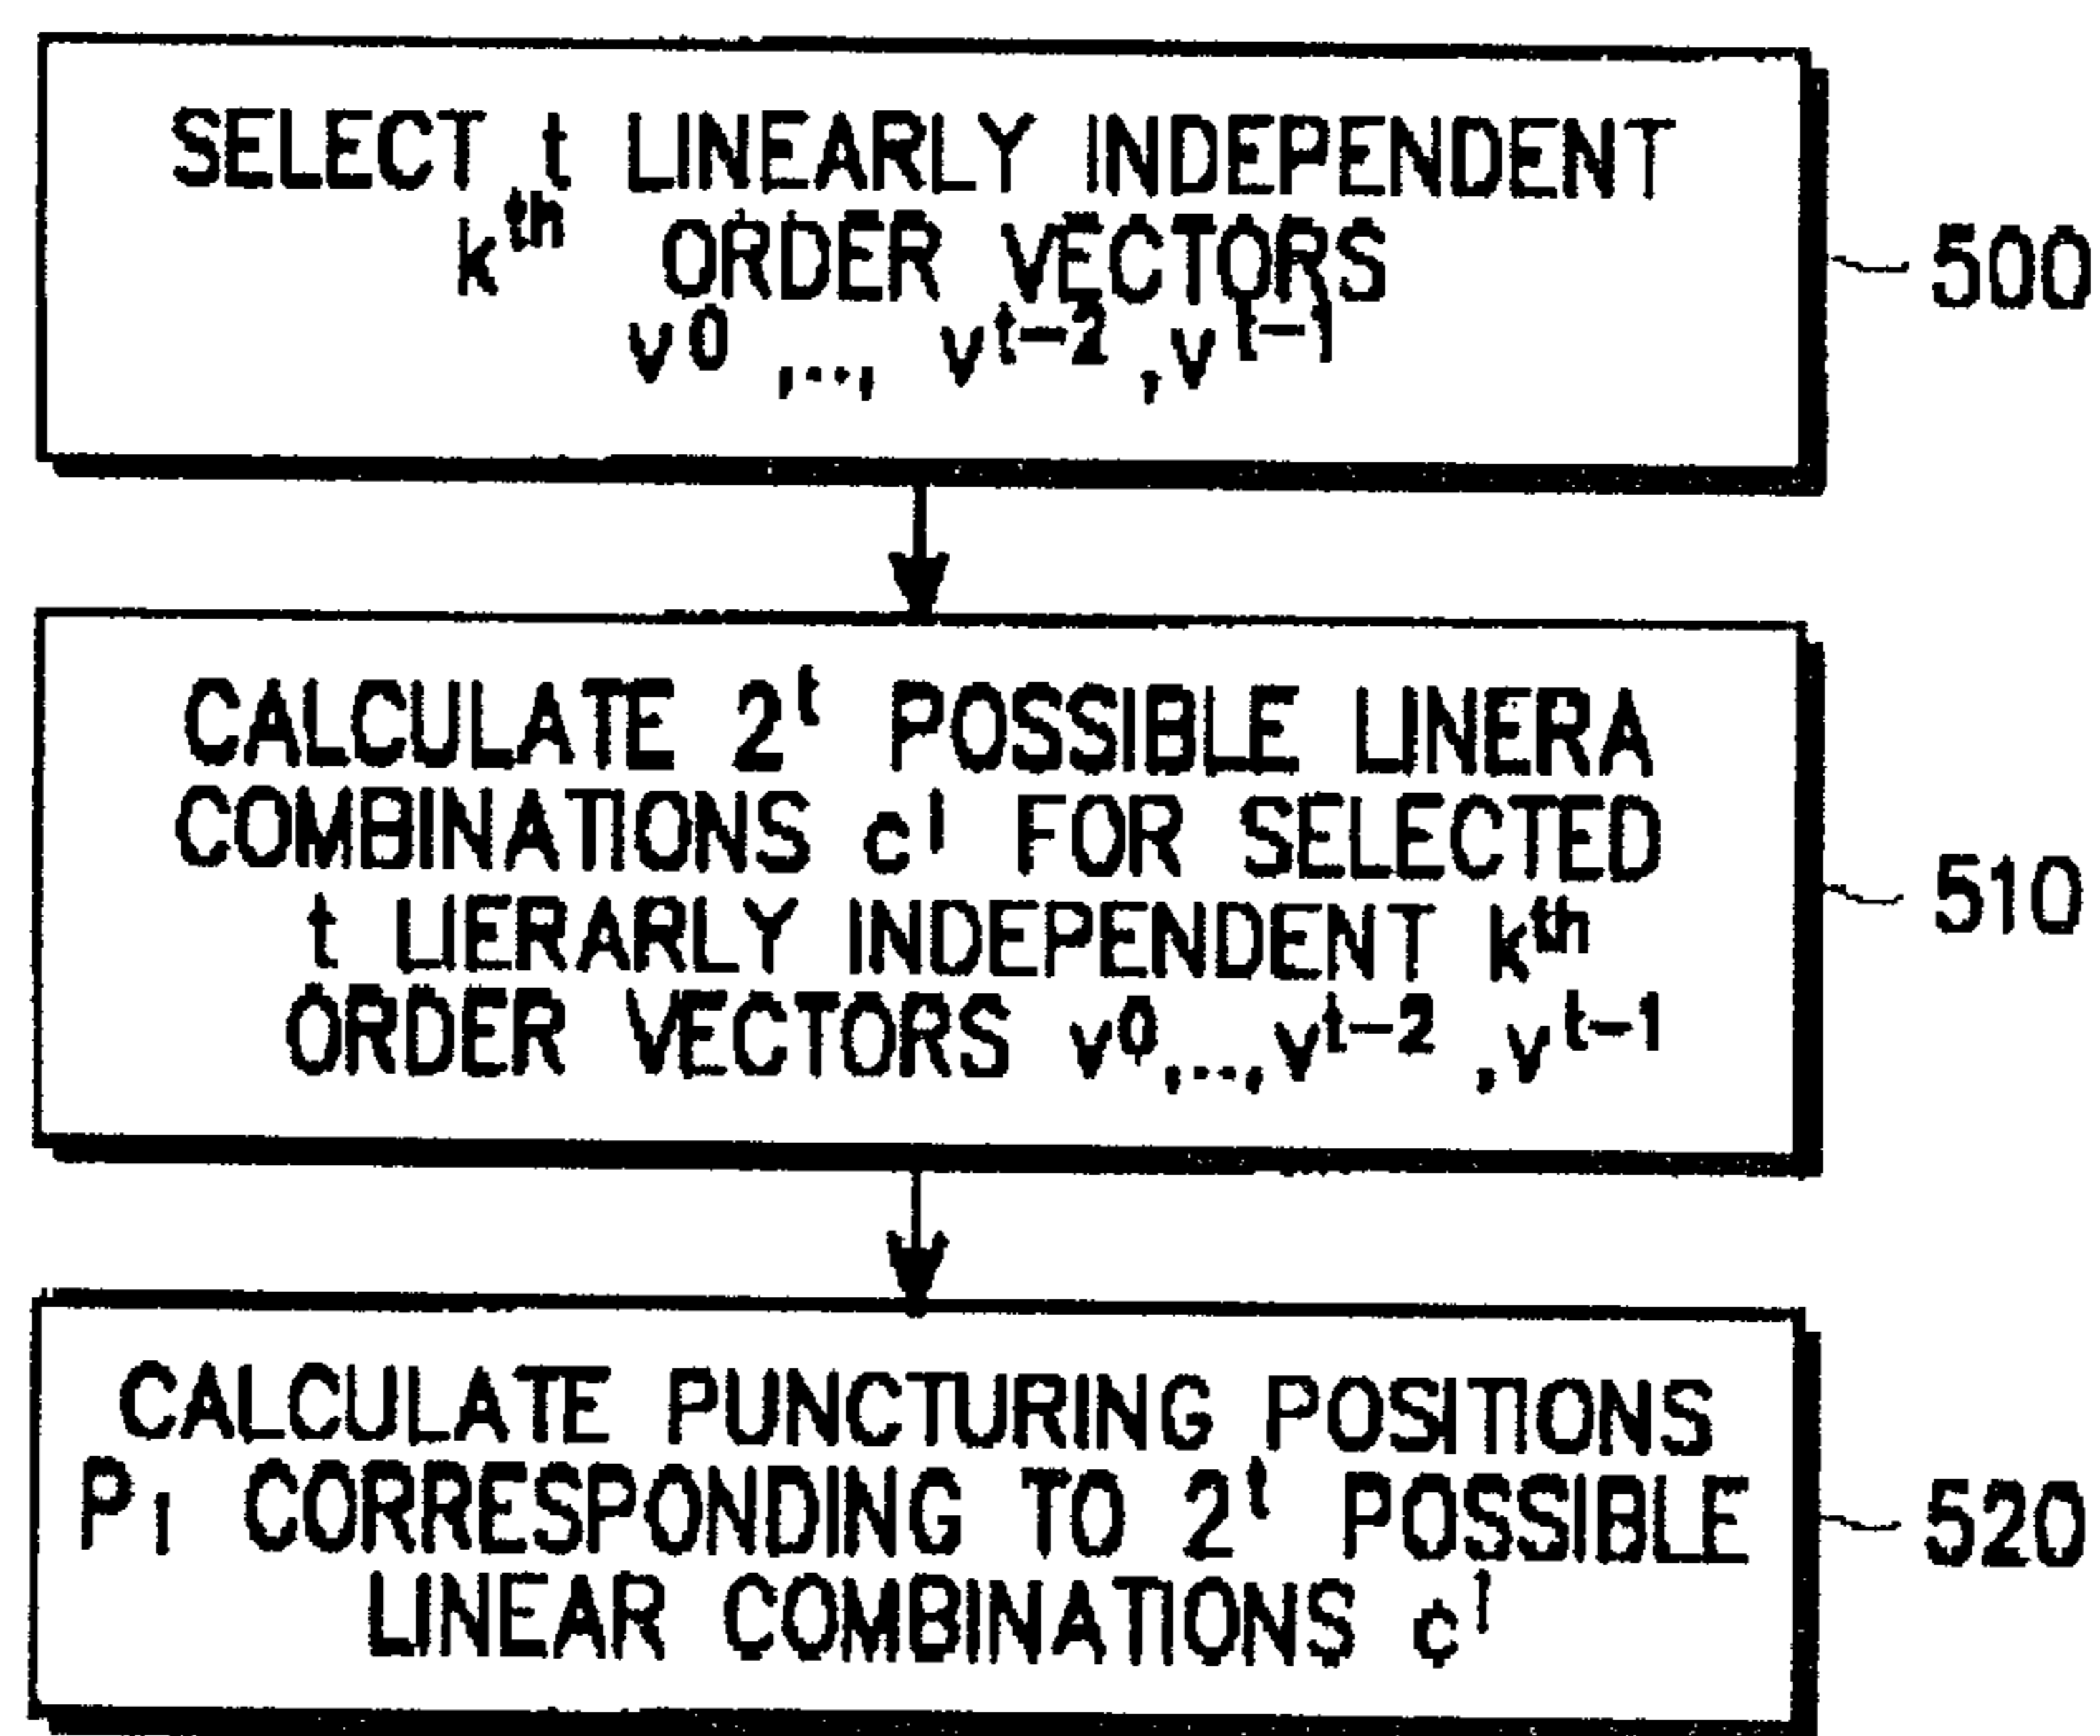 SELECT t LINEARLY INDEPENDENT
k^th ORDER VECTORS
v^0 ,..., v^t-2 ,v^t-1
500
CALCULATE 2^t POSSIBLE LINERA
COMBINATIONS c^i FOR SELECTED
t LIERARLY INDEPENDENT k^th
ORDER VECTORS v^0,..,v^t-2 ,v^t-1
510
CALCULATE PUNCTURING POSITIONS
P_i CORRESPONDING TO 2^t POSSIBLE
LINEAR COMBINATIONS c^i
520